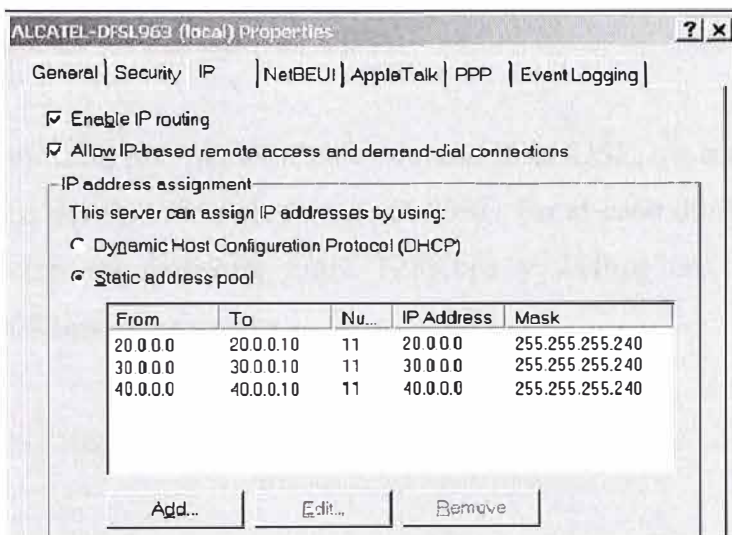 ALCATEL-DFSL963 (local) Properties ? ×
General Security IP NetBEUI AppleTalk PPP Event Logging
Enable IP routing
Allow IP-based remote access and demand-dial connections
IP address assignment
This server can assign IP addresses by using:
Dynamic Host Configuration Protocol (DHCP)
Static address pool
From To Nu... IP Address Mask
20.0.0.0 20.0.0.10 11 20.0.0.0 255.255.255.240
30.0.0.0 30.0.0.10 11 30.0.0.0 255.255.255.240
40.0.0.0 40.0.0.10 11 40.0.0.0 255.255.255.240
Add... Edit... Remove